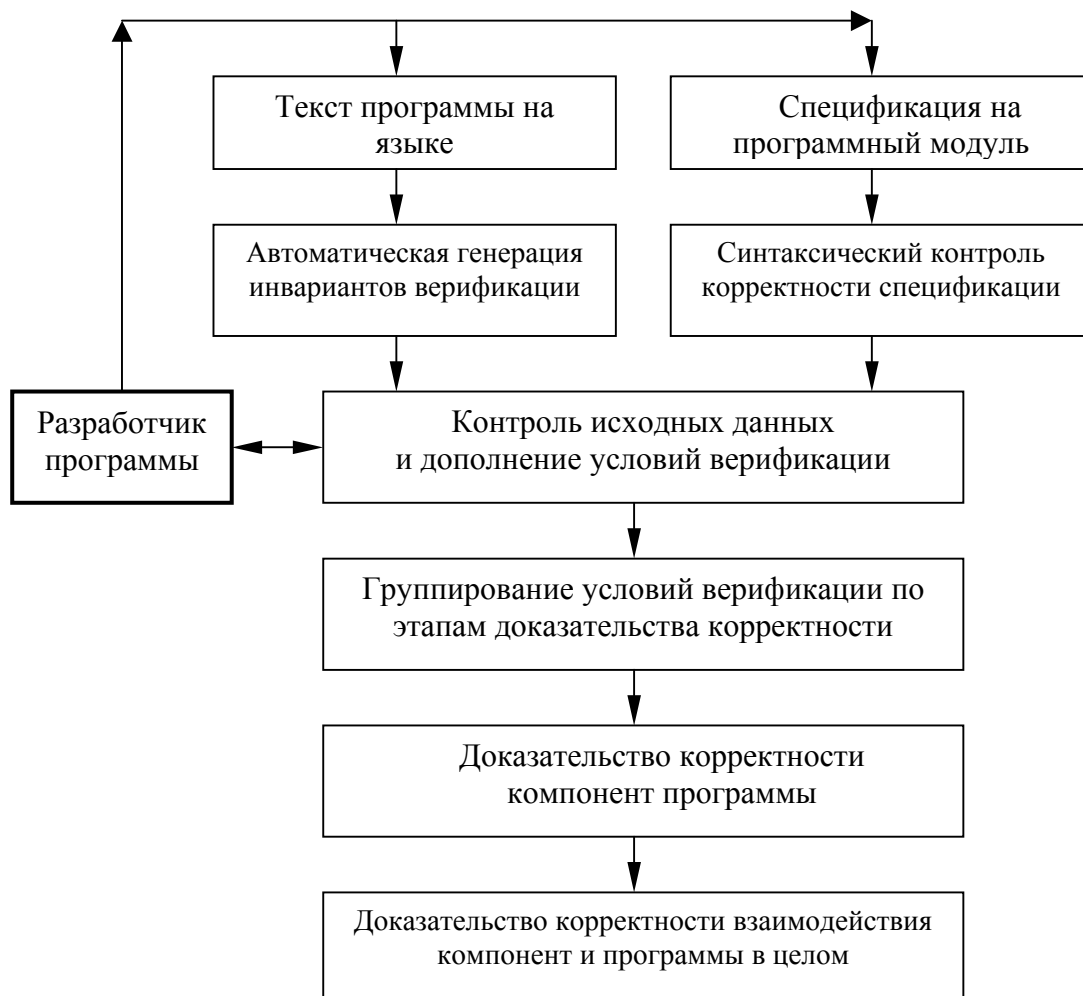 Текст программы на
языке
Спецификация на
программный модуль
Автоматическая генерация
инвариантов верификации
Синтаксический контроль
корректности спецификации
Разработчик
программы
Контроль исходных данных
и дополнение условий верификации
Группирование условий верификации по
этапам доказательства корректности
Доказательство корректности
компонент программы
Доказательство корректности взаимодействия
компонент и программы в целом